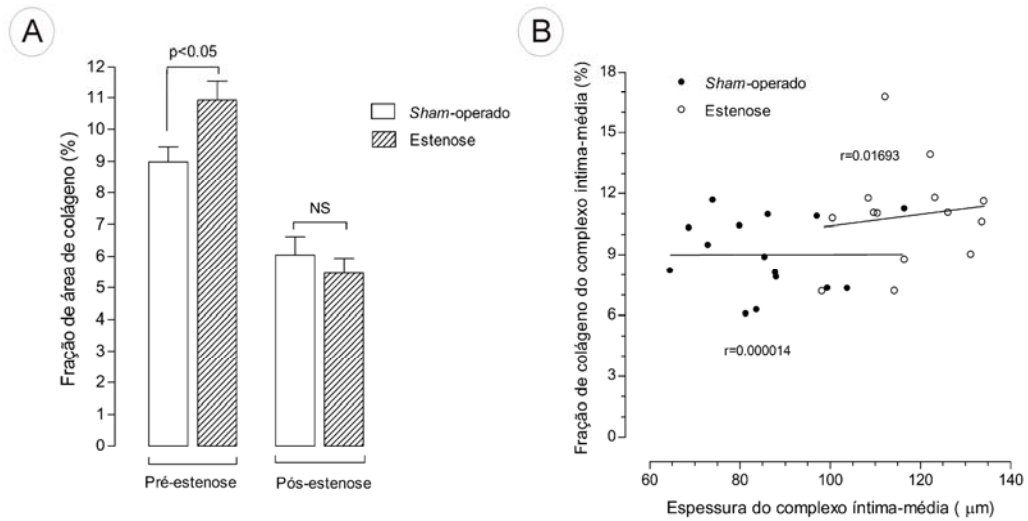 A
p<0.05
12
11
10
9
8
7
6
5
4
3
2
1
0
Fração de área de colágeno (%)
Sham-operado
Estenose
NS
Pré-estenose
Pós-estenose
B
18
15
12
9
6
3
0
Fração de colágeno do complexo íntima-média (%)
Sham-operado
Estenose
r=0.01693
r=0.000014
60 80 100 120 140
Espessura do complexo íntima-média ( μm)